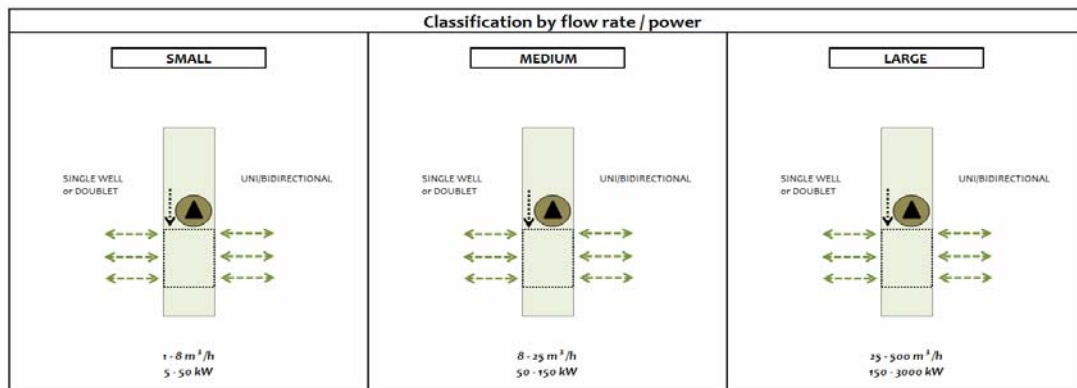 Classification by flow rate / power
SMALL
SINGLE WELL
or DOUBLET
UNI/BIDIRECTIONAL
1 - 8 m³/h
5 - 50 kW
MEDIUM
SINGLE WELL
or DOUBLET
UNI/BIDIRECTIONAL
8 - 25 m³/h
50 - 150 kW
LARGE
SINGLE WELL
or DOUBLET
UNI/BIDIRECTIONAL
25 - 500 m³/h
150 - 3000 kW